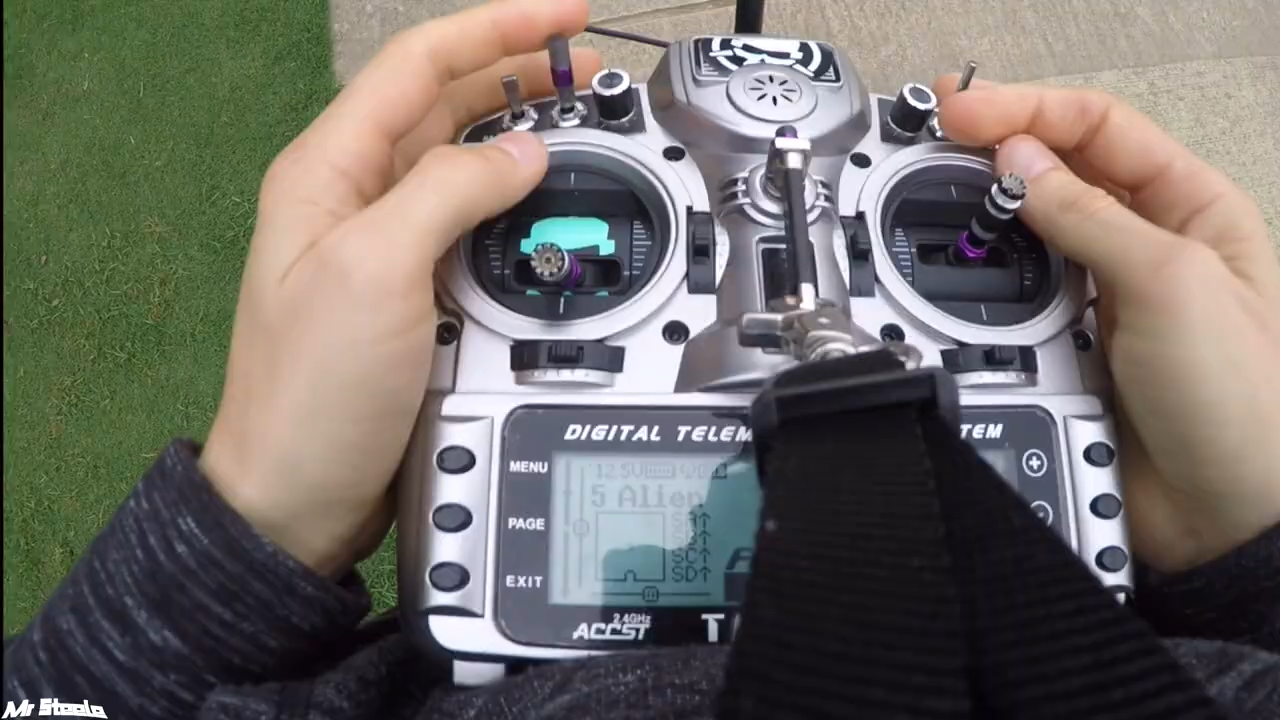 DIGITAL TELEM TEM
MENU
PAGE
EXIT
12.5V
5 Alien
SC↑
SD↑
2.4GHz
ACCST T
Mr Steele